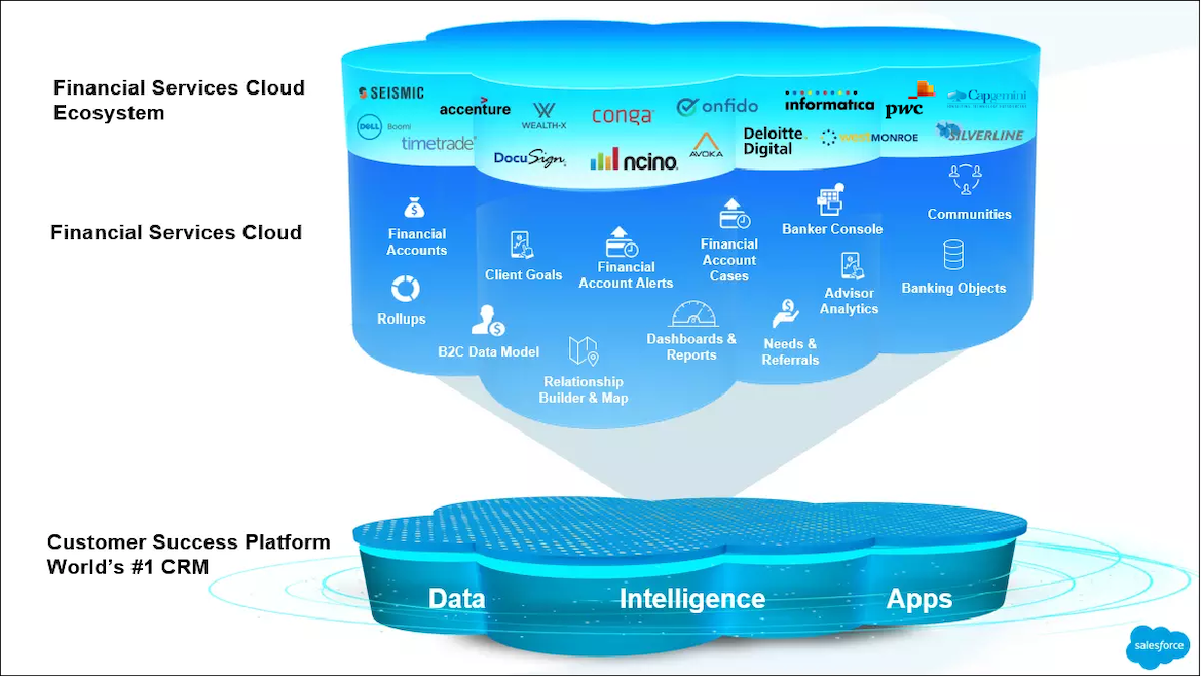 Financial Services Cloud
Ecosystem
SEISMIC
accenture
WEALTH-X
conga
onfido
informatica
pwc
Capgemini
DELL Boomi
timetrade
DocuSign
ncino
AVOKA
Deloitte
Digital
westMONROE
SILVERLINE
Financial Services Cloud
Financial
Accounts
Client Goals
Financial
Account Alerts
Financial
Account
Cases
Banker Console
Communities
Rollups
B2C Data Model
Relationship
Builder & Map
Dashboards &
Reports
Needs &
Referrals
Advisor
Analytics
Banking Objects
Customer Success Platform
World's #1 CRM
Data
Intelligence
Apps
salesforce